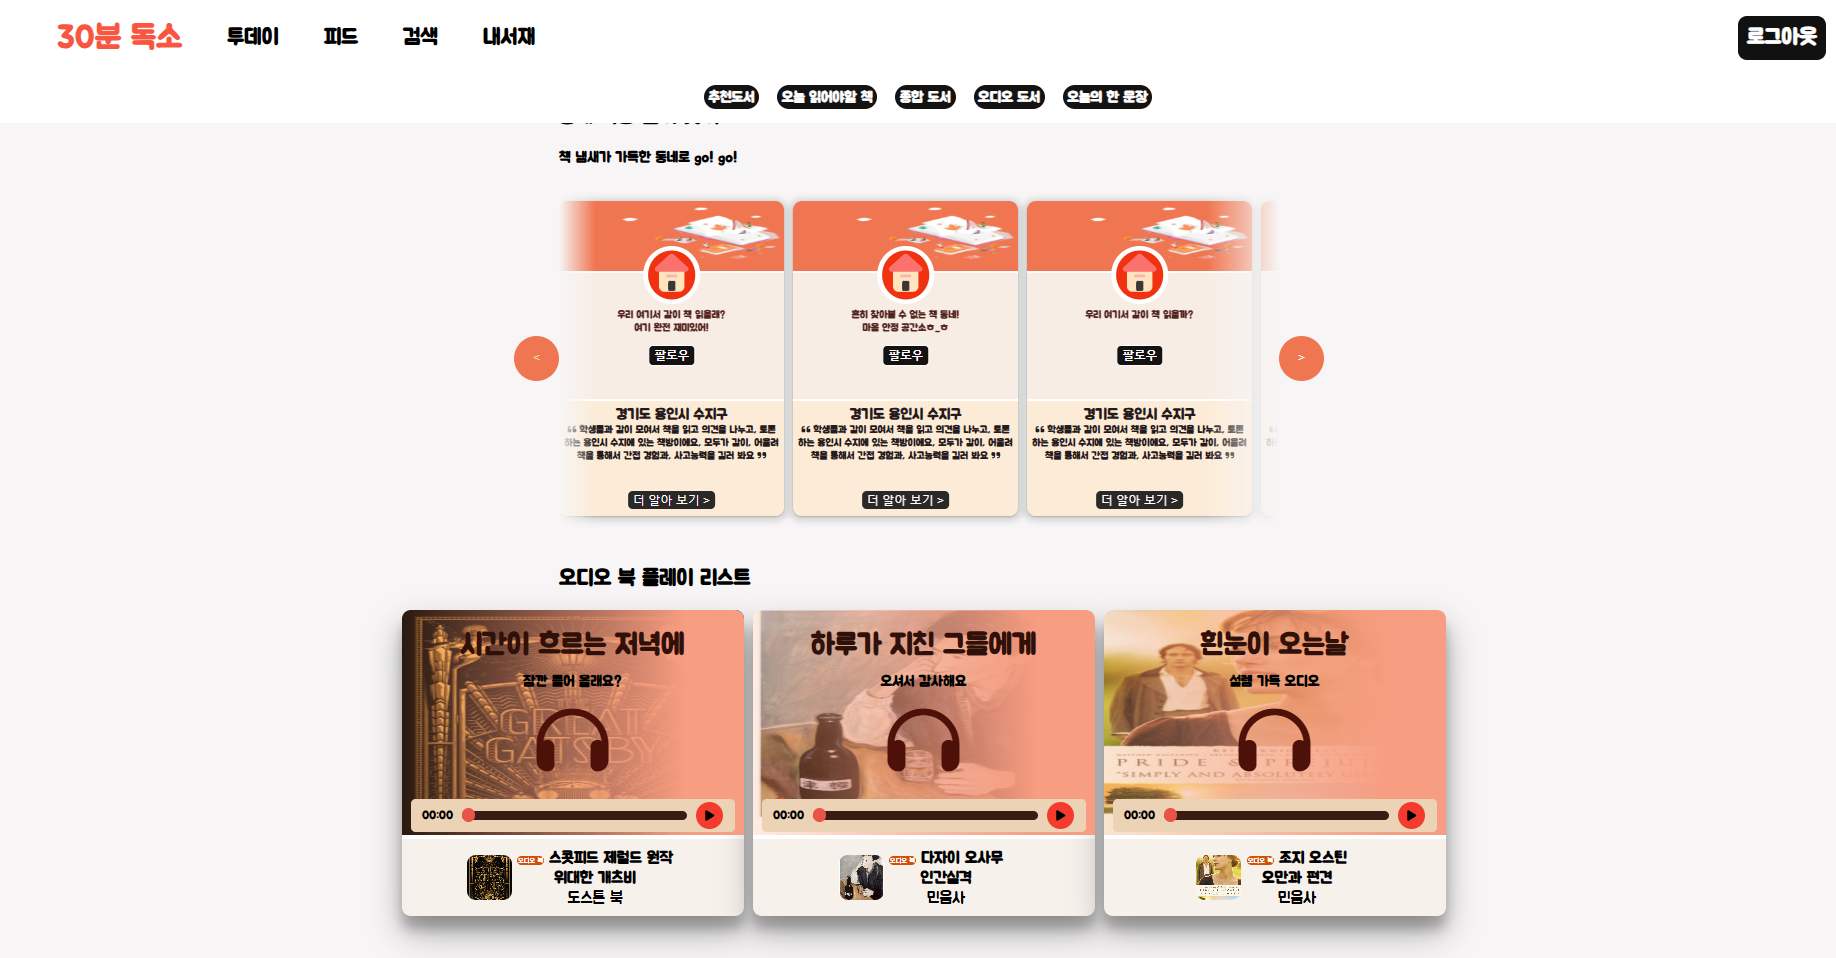 30분 독소
투데이
피드
검색
내서재
로그아웃
추천도서
오늘 읽어야할 책
종합 도서
오디오 도서
오늘의 한 문장
책 냄새가 가득한 동네로 go! go!
<
우리 여기서 같이 책 읽을래?
여기 완전 재미있어!
팔로우
경기도 용인시 수지구
“ 학생들과 같이 모여서 책을 읽고 의견을 나누고, 토론
하는 용인시 수지에 있는 책방이에요, 모두가 같이, 어울려
책을 통해서 간접 경험과, 사고능력을 길러 봐요 ”
더 알아 보기 >
흔히 찾아볼 수 없는 책 동네!
마음 안정 공간소ㅎ_ㅎ
팔로우
경기도 용인시 수지구
“ 학생들과 같이 모여서 책을 읽고 의견을 나누고, 토론
하는 용인시 수지에 있는 책방이에요, 모두가 같이, 어울려
책을 통해서 간접 경험과, 사고능력을 길러 봐요 ”
더 알아 보기 >
우리 여기서 같이 책 읽을까?
팔로우
경기도 용인시 수지구
“ 학생들과 같이 모여서 책을 읽고 의견을 나누고, 토론
하는 용인시 수지에 있는 책방이에요, 모두가 같이, 어울려
책을 통해서 간접 경험과, 사고능력을 길러 봐요 ”
더 알아 보기 >
>
오디오 북 플레이 리스트
시간이 흐르는 저녁에
잠깐 들어 올래요?
GREAT
GATSBY
00:00
오디오 북 스콧피드 제럴드 원작
위대한 개츠비
도스톤 북
하루가 지친 그들에게
오셔서 감사해요
00:00
오디오 북 다자이 오사무
인간실격
민음사
흰눈이 오는날
설렘 가득 오디오
PRIDE & PREJUD
"SIMPLY AND ABSOLUTELY
00:00
오디오 북 조지 오스틴
오만과 편견
민음사